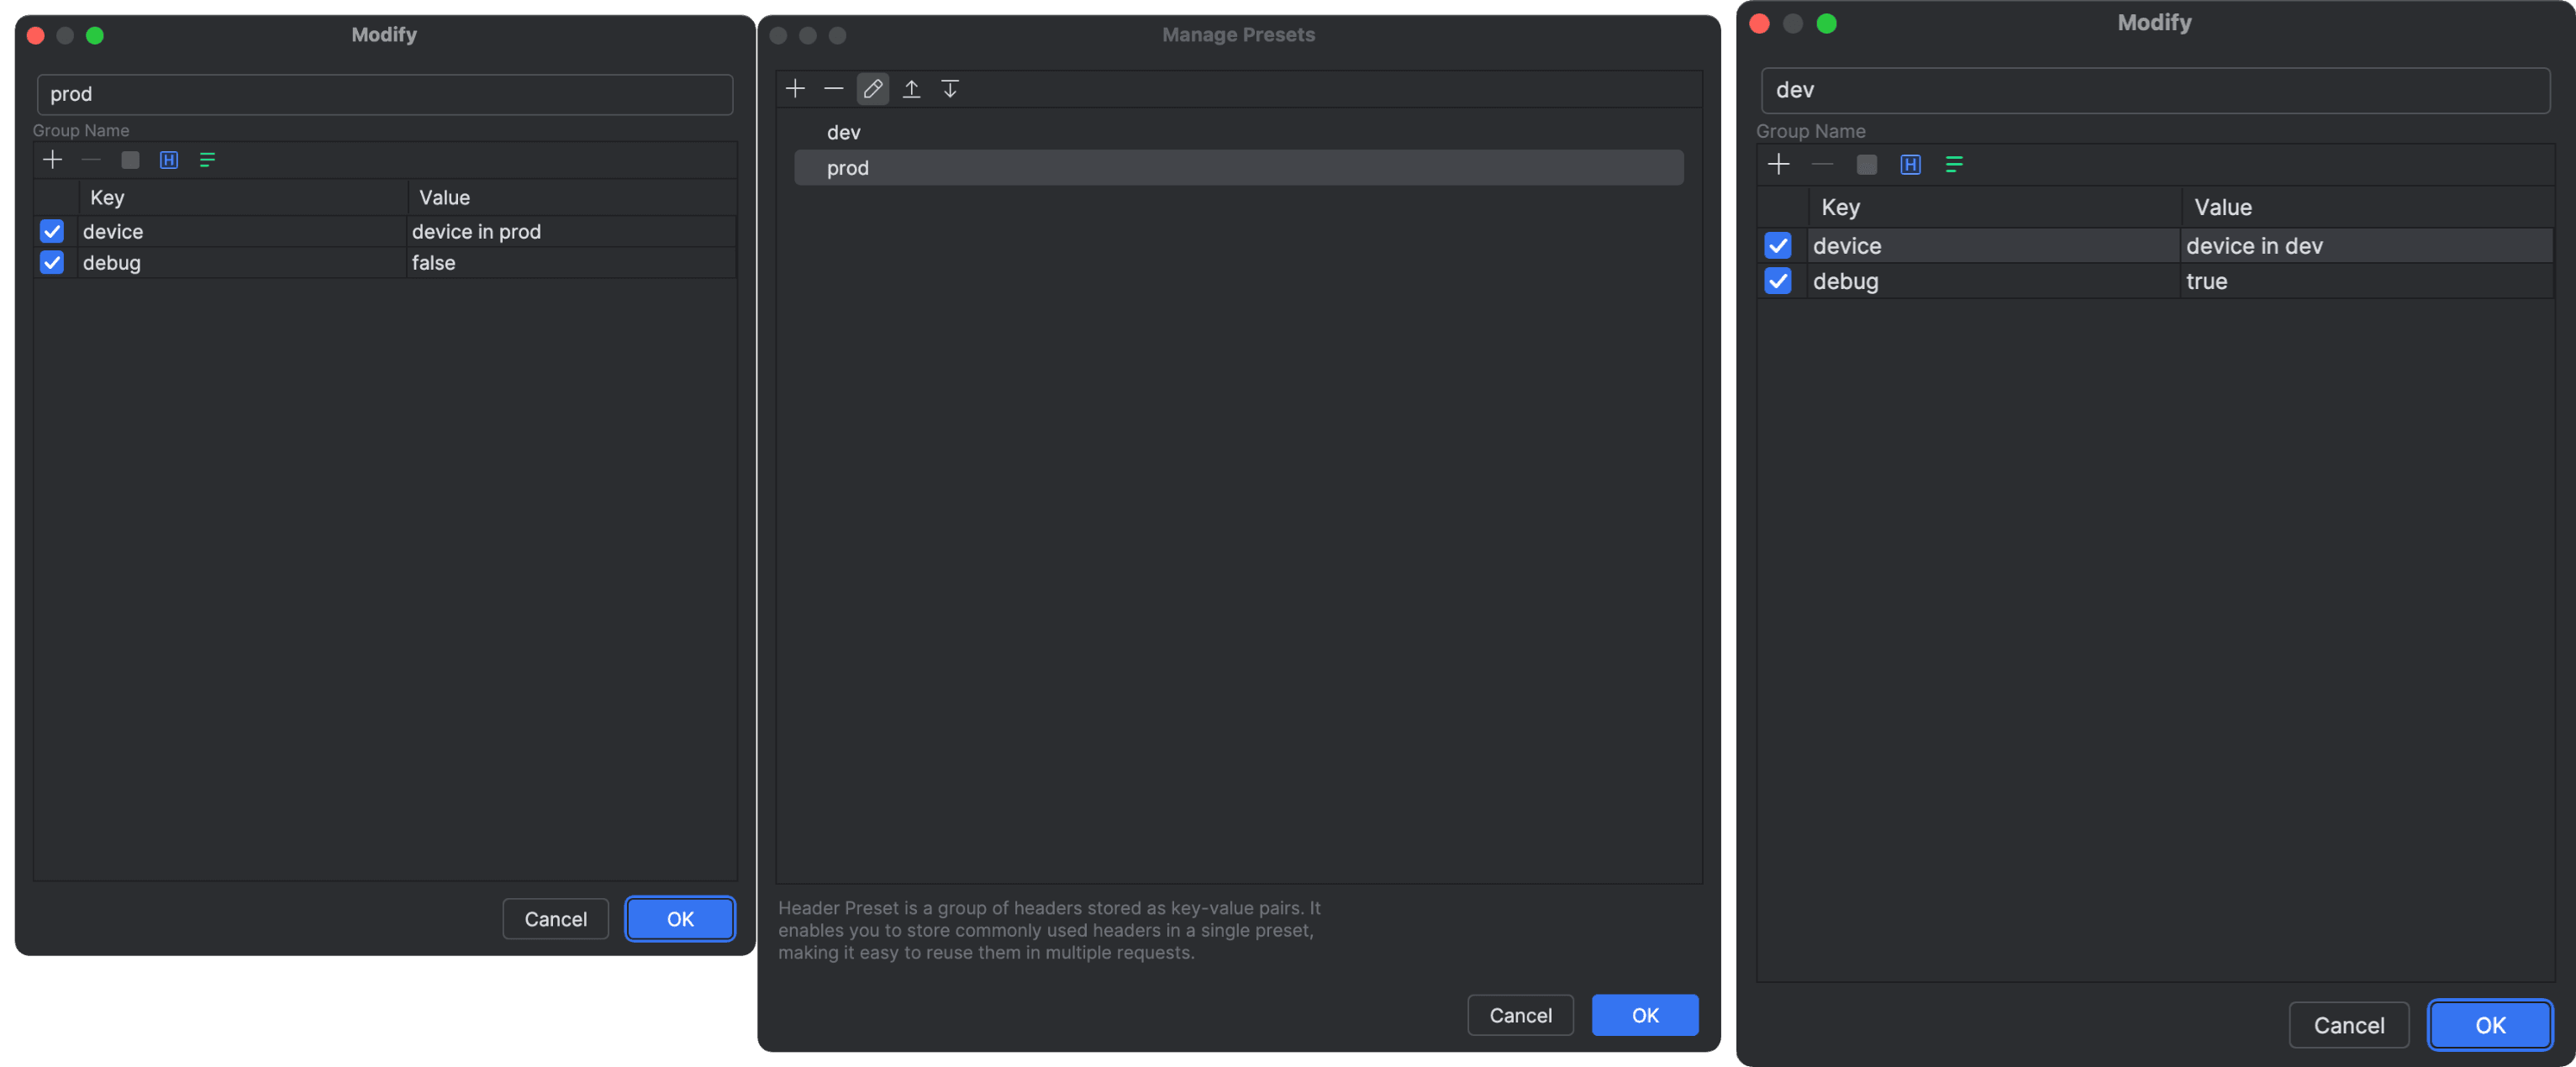 Modify
prod
Group Name
H
Key Value
device device in prod
debug false
Cancel OK
Manage Presets
dev
prod
Header Preset is a group of headers stored as key-value pairs. It
enables you to store commonly used headers in a single preset,
making it easy to reuse them in multiple requests.
Cancel OK
Modify
dev
Group Name
H
Key Value
device device in dev
debug true
Cancel OK